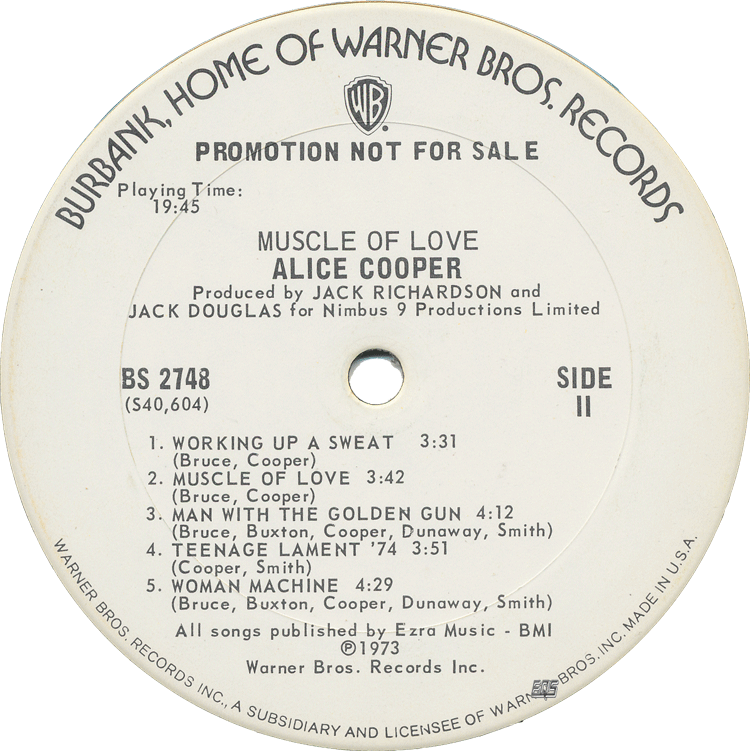 BURBANK, HOME OF WARNER BROS. RECORDS
WB
PROMOTION NOT FOR SALE
Playing Time:
19:45
MUSCLE OF LOVE
ALICE COOPER
Produced by JACK RICHARDSON and
JACK DOUGLAS for Nimbus 9 Productions Limited
BS 2748
(S40,604)
SIDE
II
1. WORKING UP A SWEAT 3:31
(Bruce, Cooper)
2. MUSCLE OF LOVE 3:42
(Bruce, Cooper)
3. MAN WITH THE GOLDEN GUN 4:12
(Bruce, Buxton, Cooper, Dunaway, Smith)
4. TEENAGE LAMENT '74 3:51
(Cooper, Smith)
5. WOMAN MACHINE 4:29
(Bruce, Buxton, Cooper, Dunaway, Smith)
All songs published by Ezra Music - BMI
℗1973
Warner Bros. Records Inc.
WARNER BROS. RECORDS INC., A SUBSIDIARY AND LICENSEE OF WARNER BROS. INC. MADE IN U.S.A.